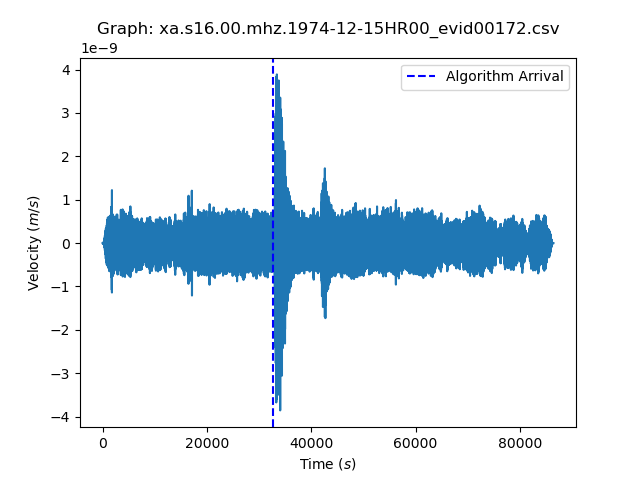 Graph: xa.s16.00.mhz.1974-12-15HR00_evid00172.csv
1e−9
Algorithm Arrival
4
3
2
1
0
−1
−2
−3
−4
Velocity (m/s)
0 20000 40000 60000 80000
Time (s)